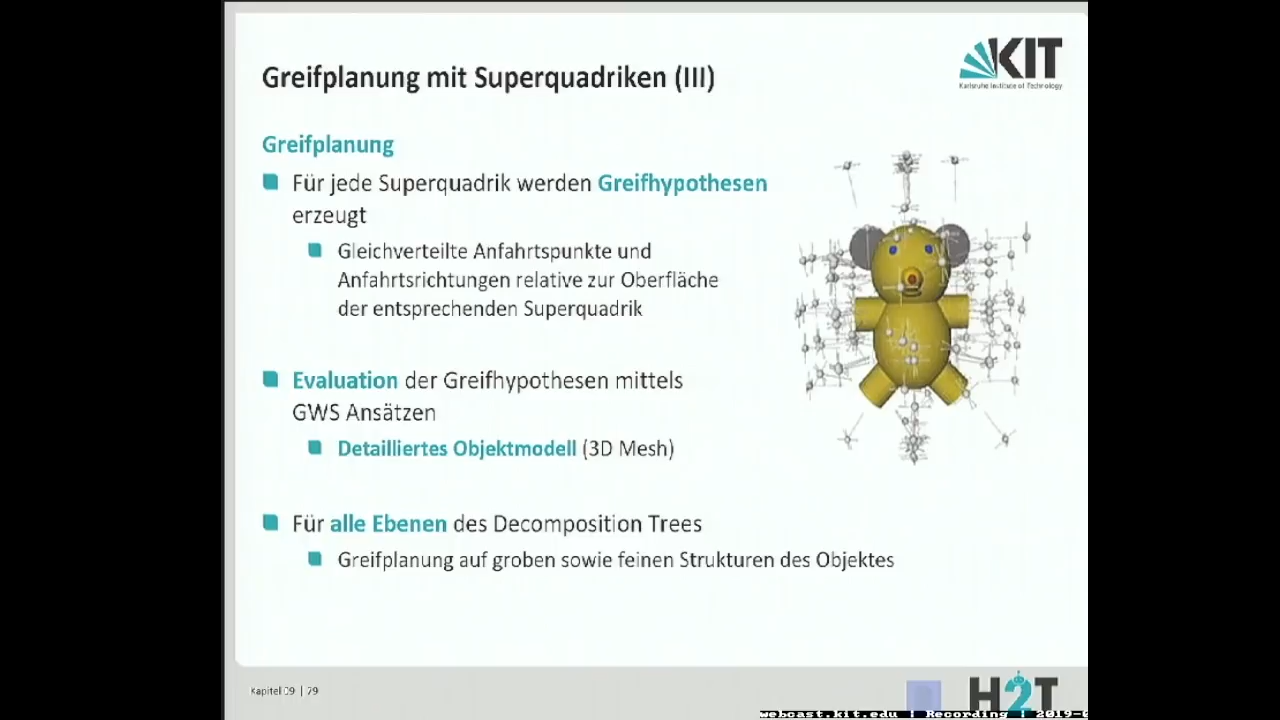 Greifplanung mit Superquadriken (III)
KIT
Karlsruhe Institute of Technology
Greifplanung
Für jede Superquadrik werden Greifhypothesen
erzeugt
Gleichverteilte Anfahrtspunkte und
Anfahrtsrichtungen relative zur Oberfläche
der entsprechenden Superquadrik
Evaluation der Greifhypothesen mittels
GWS Ansätzen
Detailliertes Objektmodell (3D Mesh)
Für alle Ebenen des Decomposition Trees
Greifplanung auf groben sowie feinen Strukturen des Objektes
Kapitel 09 | 29
H2T
webcast.kit.edu | Recording | 2019-